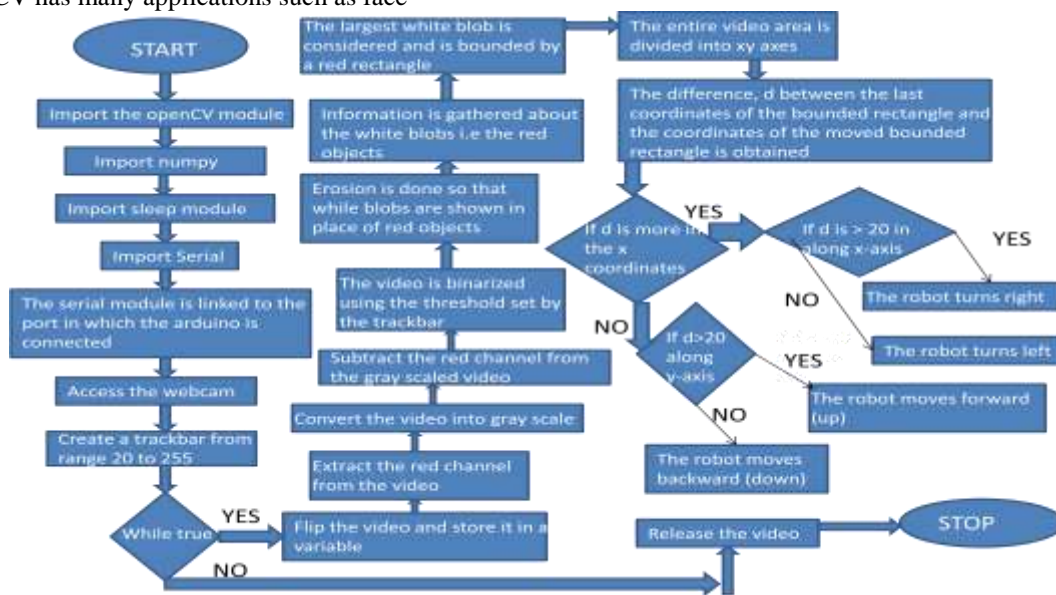 CV has many applications such as face
START
Import the openCV module
Import numpy
Import sleep module
Import Serial
The serial module is linked to the
port in which the arduino is
connected
Access the webcam
Create a trackbar from
range 20 to 255
While true
YES
NO
Flip the video and store it in a
variable
Extract the red channel
from the video
Convert the video into gray scale
Subtract the red channel from
the gray scaled video
The video is binarized
using the threshold set by
the trackbar
Erosion is done so that
while blobs are shown in
place of red objects
Information is gathered about
the white blobs i.e the red
objects
The largest white blob is
considered and is bounded by
a red rectangle
The entire video area is
divided into xy axes
The difference, d between the last
coordinates of the bounded rectangle and
the coordinates of the moved bounded
rectangle is obtained
If d is more in
the x
coordinates
YES
NO
If d is > 20 in
along x-axis
YES
The robot turns right
NO
The robot turns left
If d>20
along
y-axis
YES
The robot moves forward
(up)
NO
The robot moves
backward (down)
Release the video
STOP